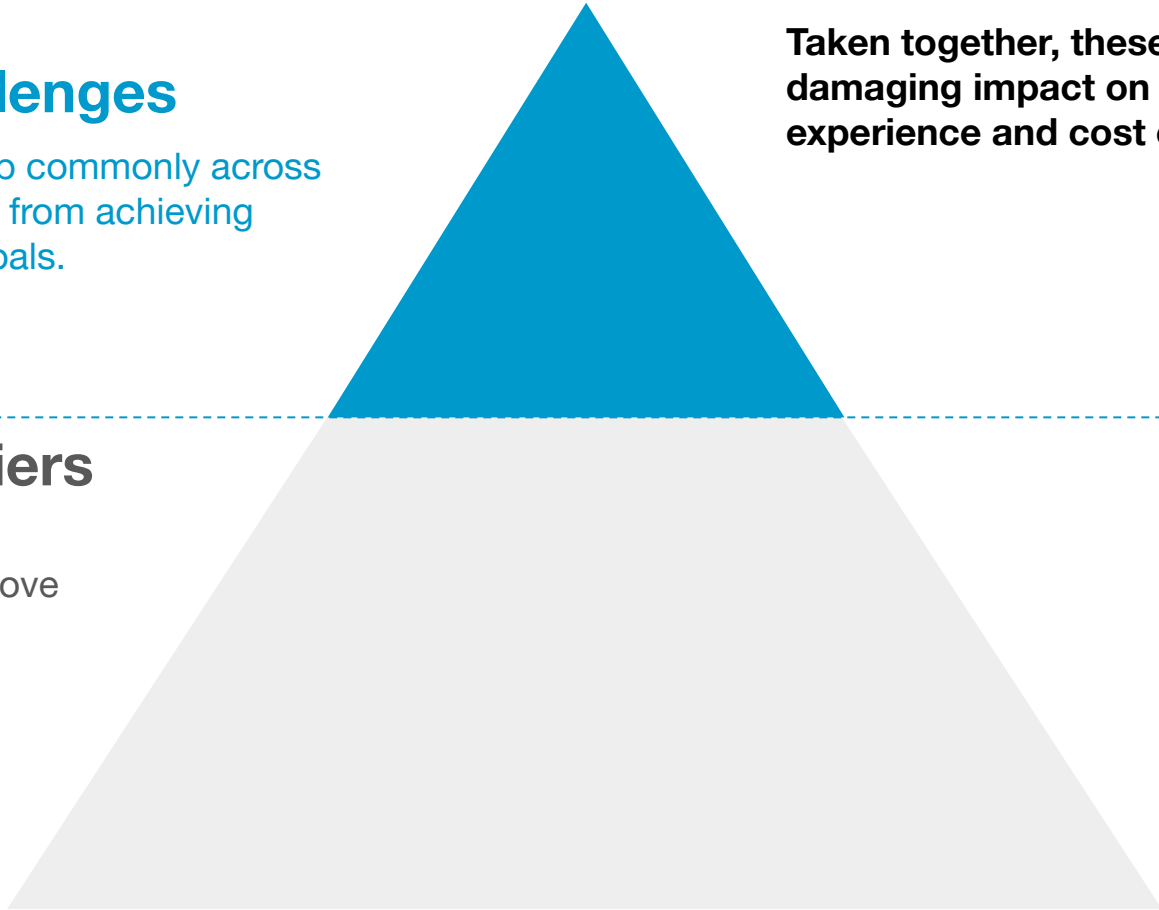 lenges
commonly across
from achieving
oals.
Taken together, these
damaging impact on
experience and cost
iers
ove